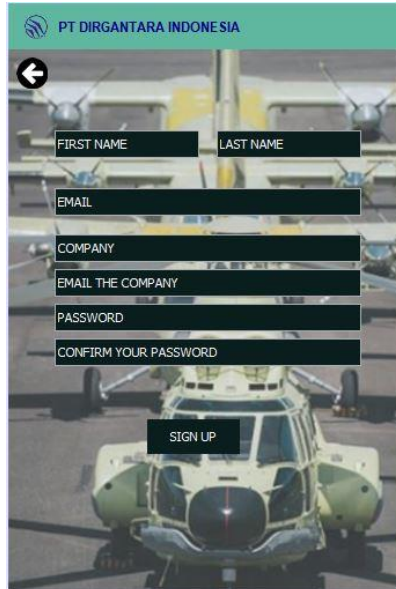 PT DIRGANTARA INDONESIA
FIRST NAME LAST NAME
EMAIL
COMPANY
EMAIL THE COMPANY
PASSWORD
CONFIRM YOUR PASSWORD
SIGN UP